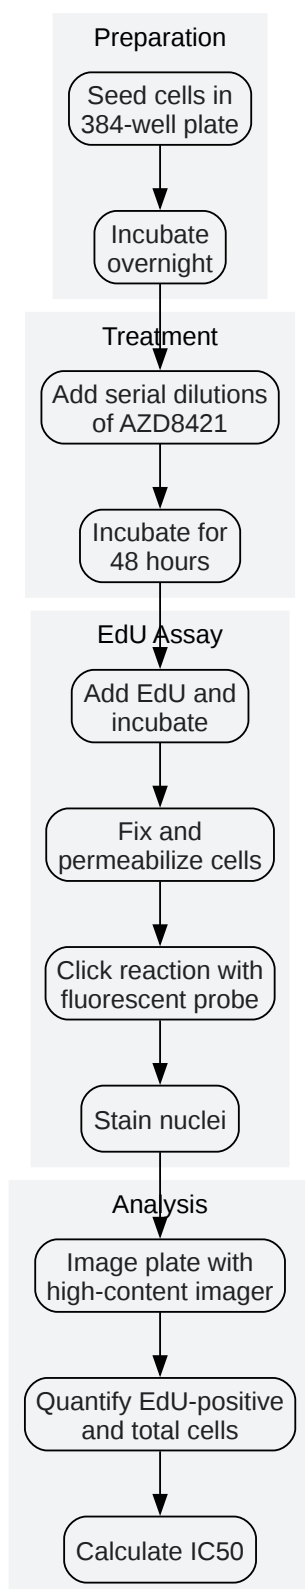 Preparation
Seed cells in
384-well plate
Incubate
overnight
Treatment
Add serial dilutions
of AZD8421
Incubate for
48 hours
EdU Assay
Add EdU and
incubate
Fix and
permeabilize cells
Click reaction with
fluorescent probe
Stain nuclei
Analysis
Image plate with
high-content imager
Quantify EdU-positive
and total cells
Calculate IC50